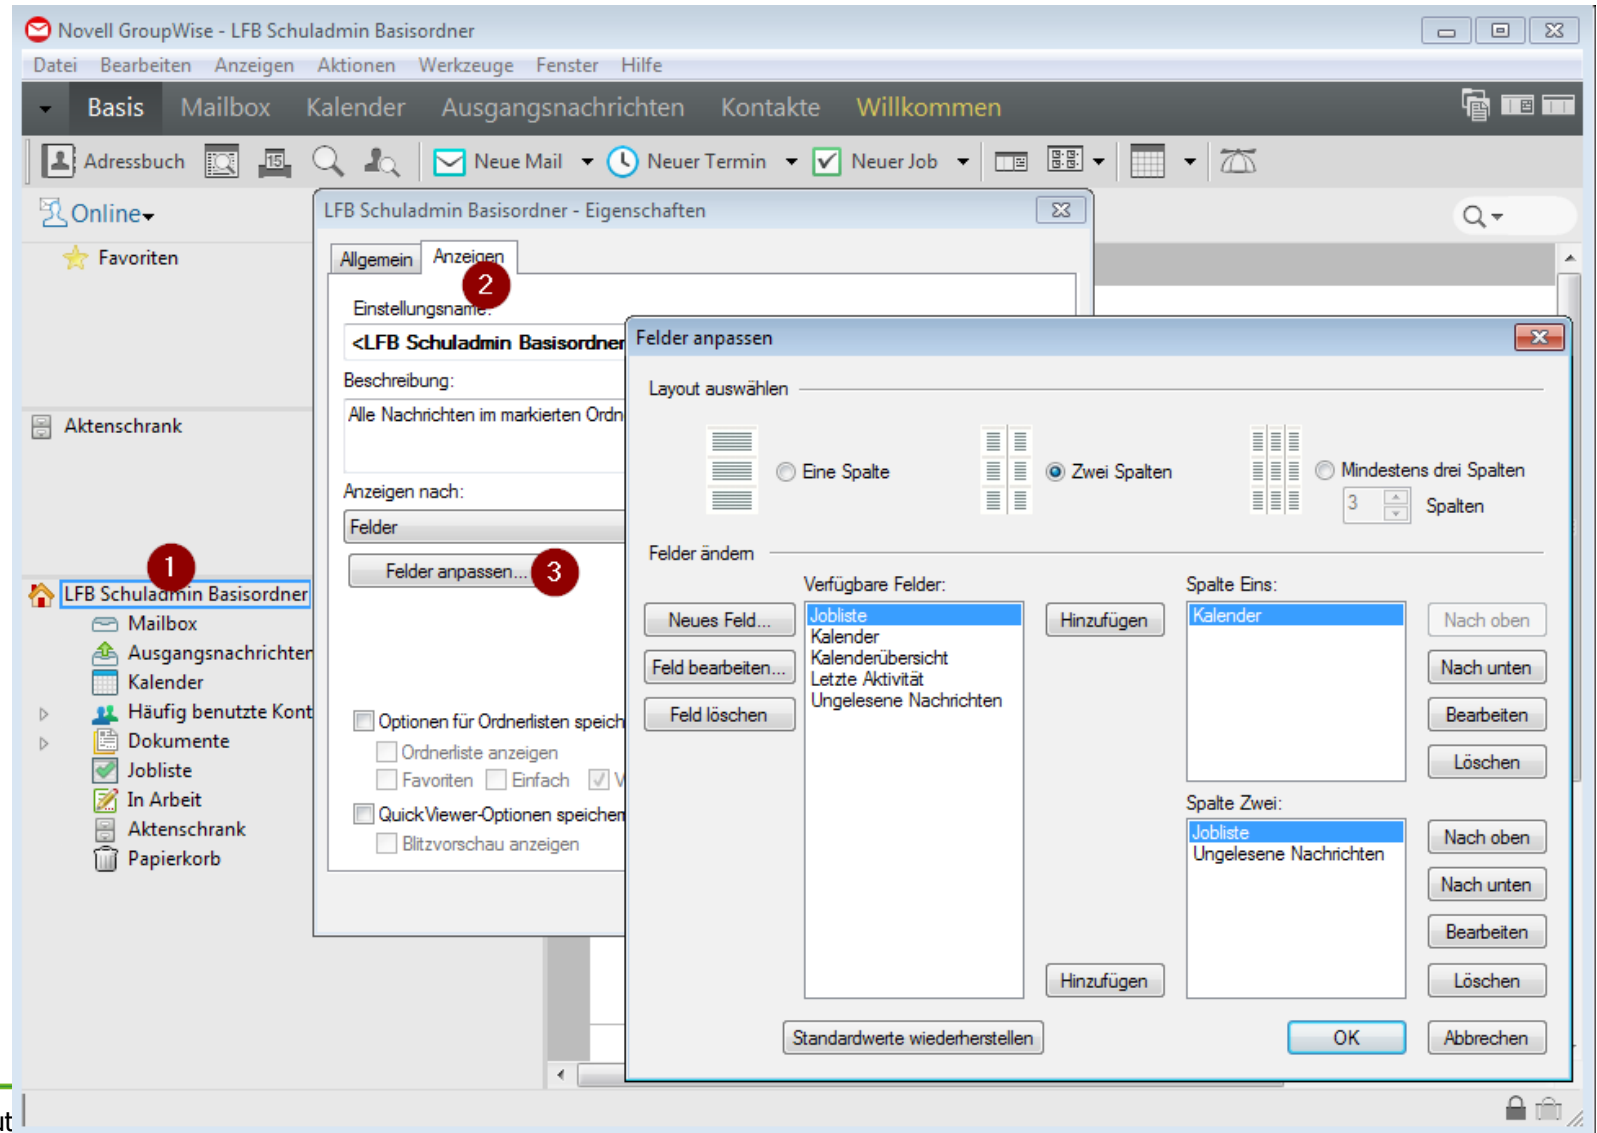 Novell GroupWise - LFB Schuladmin Basisordner
Datei Bearbeiten Anzeigen Aktionen Werkzeuge Fenster Hilfe
Basis Mailbox Kalender Ausgangsnachrichten Kontakte Willkommen
Adressbuch 15 Neue Mail Neuer Termin Neuer Job
Online
Favoriten
Aktenschrank
1
LFB Schuladmin Basisordner
Mailbox
Ausgangsnachrichten
Kalender
Häufig benutzte Kont
Dokumente
Jobliste
In Arbeit
Aktenschrank
Papierkorb
LFB Schuladmin Basisordner - Eigenschaften
Allgemein Anzeigen
2
Einstellungsname:
<LFB Schuladmin Basisordner
Beschreibung:
Alle Nachrichten im markierten Ordn
Anzeigen nach:
Felder
Felder anpassen...
3
Optionen für Ordnerlisten speich
Ordnerliste anzeigen
Favoriten Einfach V
QuickViewer-Optionen speichern
Blitzvorschau anzeigen
Felder anpassen
Layout auswählen
Eine Spalte
Zwei Spalten
Mindestens drei Spalten
3 Spalten
Felder ändern
Verfügbare Felder:
Neues Feld...
Feld bearbeiten...
Feld löschen
Jobliste
Kalender
Kalenderübersicht
Letzte Aktivität
Ungelesene Nachrichten
Hinzufügen
Hinzufügen
Spalte Eins:
Kalender
Nach oben
Nach unten
Bearbeiten
Löschen
Spalte Zwei:
Jobliste
Ungelesene Nachrichten
Nach oben
Nach unten
Bearbeiten
Löschen
Standardwerte wiederherstellen
OK
Abbrechen